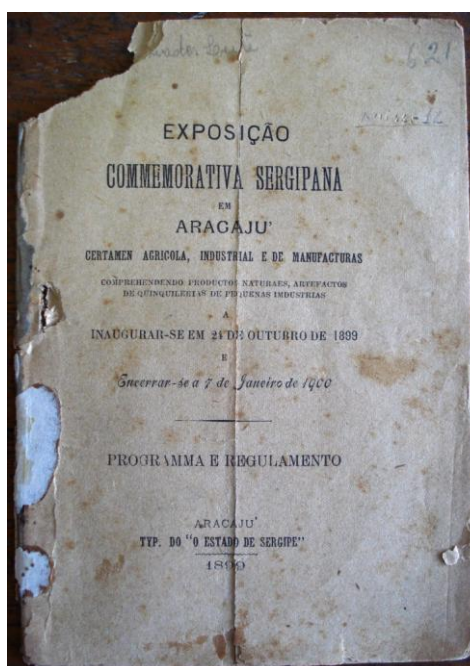 621
12
EXPOSIÇÃO
COMMEMORATIVA SERGIPANA
EM
ARACAJU'
CERTAMEN AGRICOLA, INDUSTRIAL E DE MANUFACTURAS
COMPREHENDENDO PRODUCTOS NATURAES, ARTEFACTOS
DE QUINQUILERIAS DE PEQUENAS INDUSTRIAS
A
INAUGURAR-SE EM 24 DE OUTUBRO DE 1899
E
Encerrar-se a 7 de Janeiro de 1900
PROGRAMMA E REGULAMENTO
ARACAJU'
TYP. DO "O ESTADO DE SERGIPE"
1899